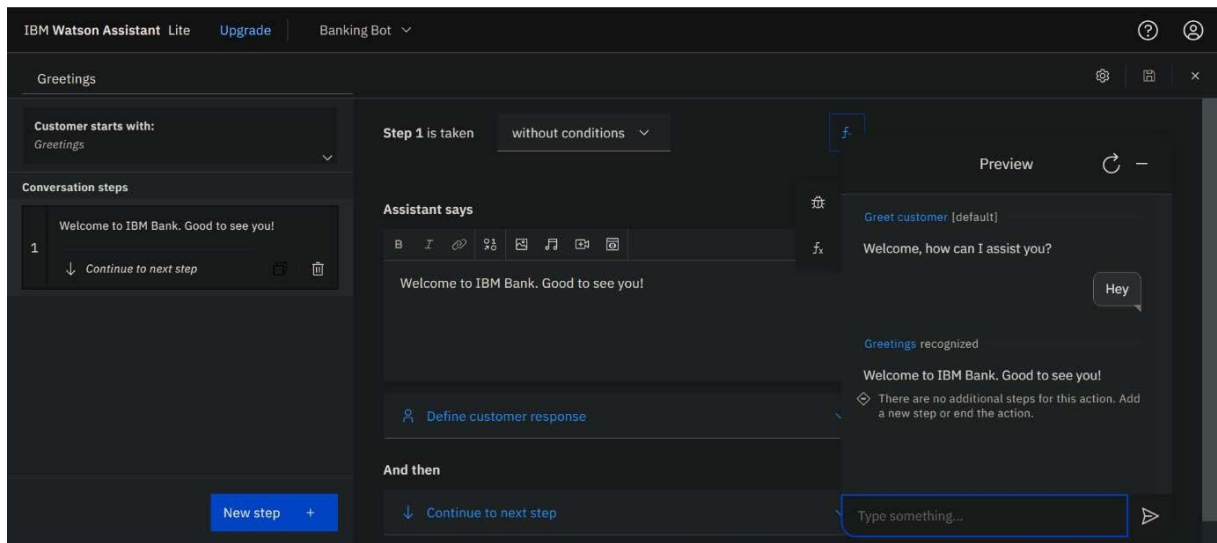 IBM Watson Assistant Lite Upgrade Banking Bot
Greetings
Customer starts with:
Greetings
Conversation steps
1
Welcome to IBM Bank. Good to see you!
Continue to next step
New step +
Step 1 is taken without conditions
Assistant says
B I
Welcome to IBM Bank. Good to see you!
Define customer response
And then
Continue to next step
fx
Preview
Greet customer [default]
Welcome, how can I assist you?
Hey
Greetings recognized
Welcome to IBM Bank. Good to see you!
There are no additional steps for this action. Add
a new step or end the action.
Type something...